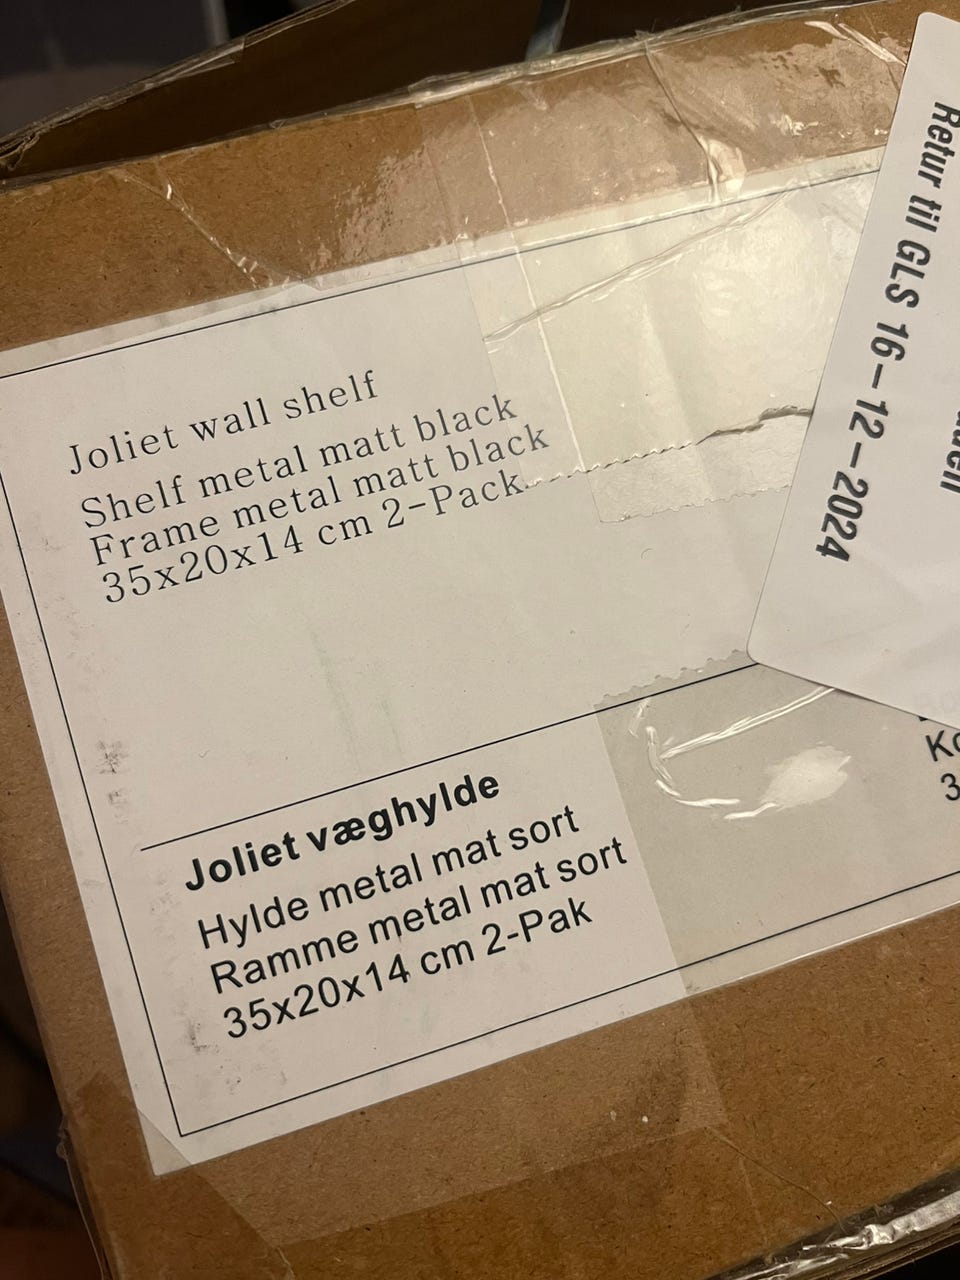 Joliet wall shelf
Shelf metal matt black
Frame metal matt black
35x20x14 cm 2-Pack
Retur til GLS 16-12-2024
Joliet væghylde
Hylde metal mat sort
Ramme metal mat sort
35x20x14 cm 2-Pak